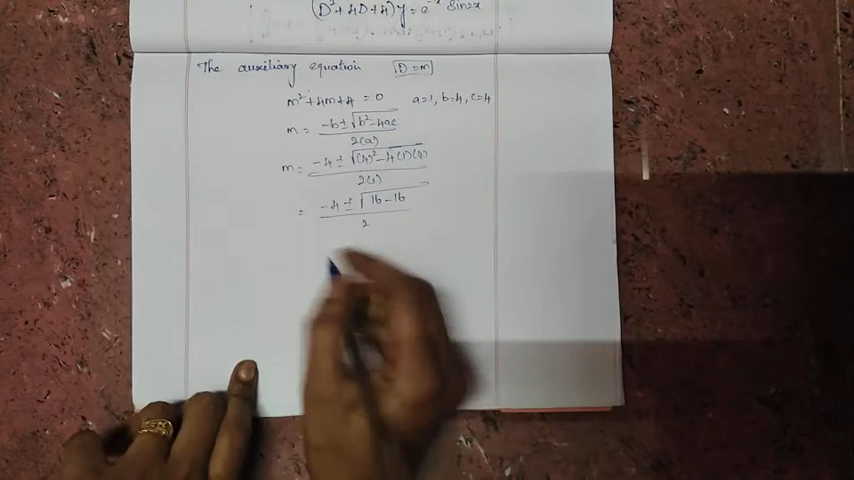 (D²+4D+4)y = e⁻ˣ sinx
The auxiliary equation D=m
m²+4m+4 = 0 a=1, b=4, c=4
m = -b±√b²-4ac / 2(a)
m = -4±√(4)²-4(1)(4) / 2(1)
= -4±√16-16 / 2